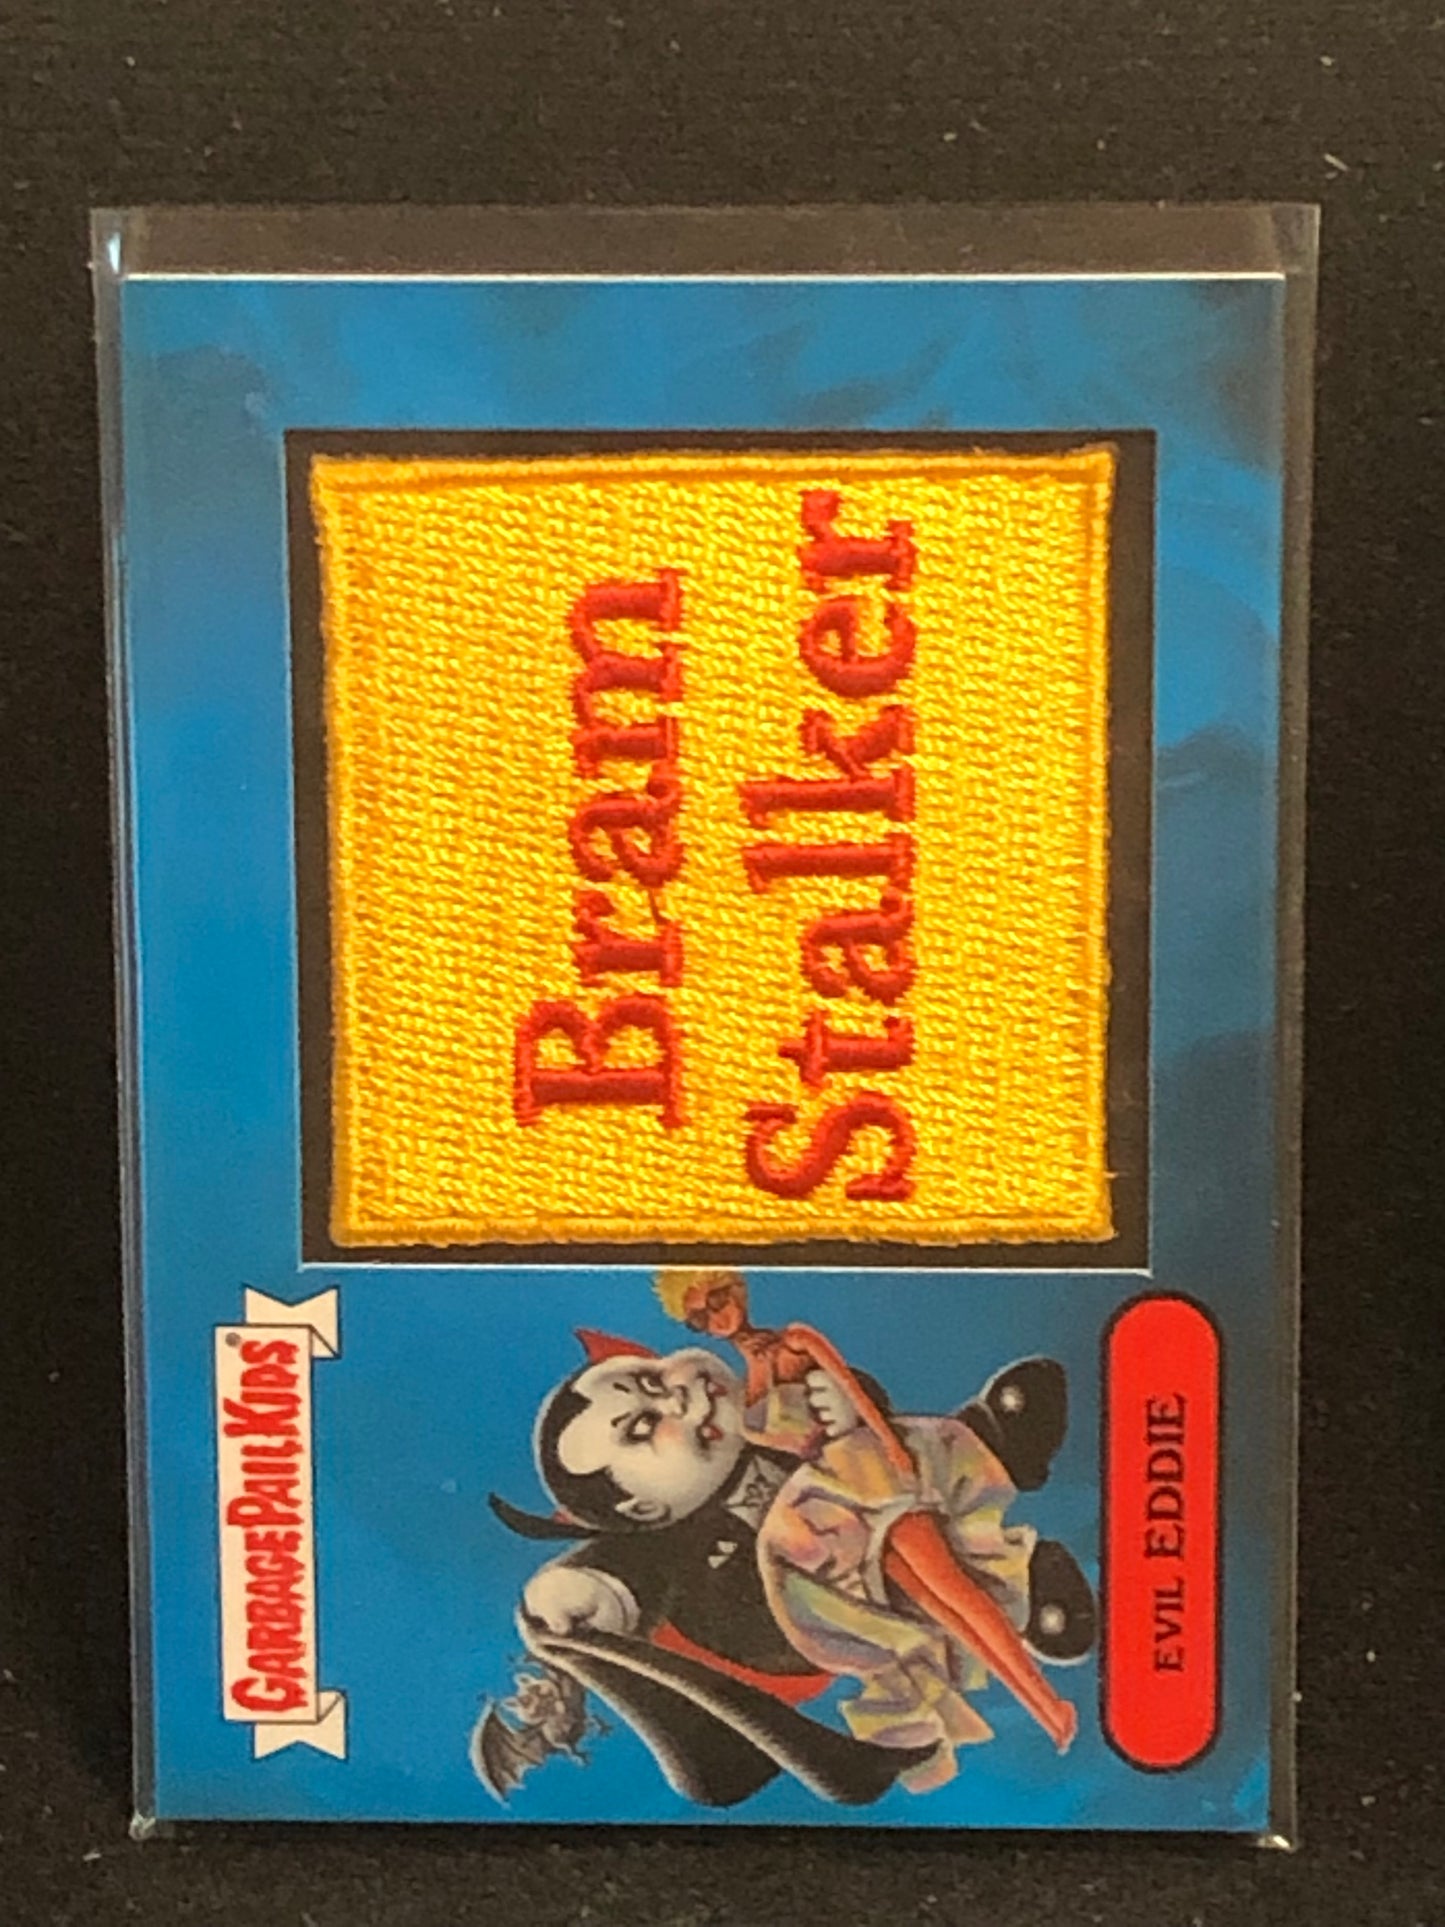 GARBAGE PAIL KIDS®
EVIL EDDIE
Bram
Stalker